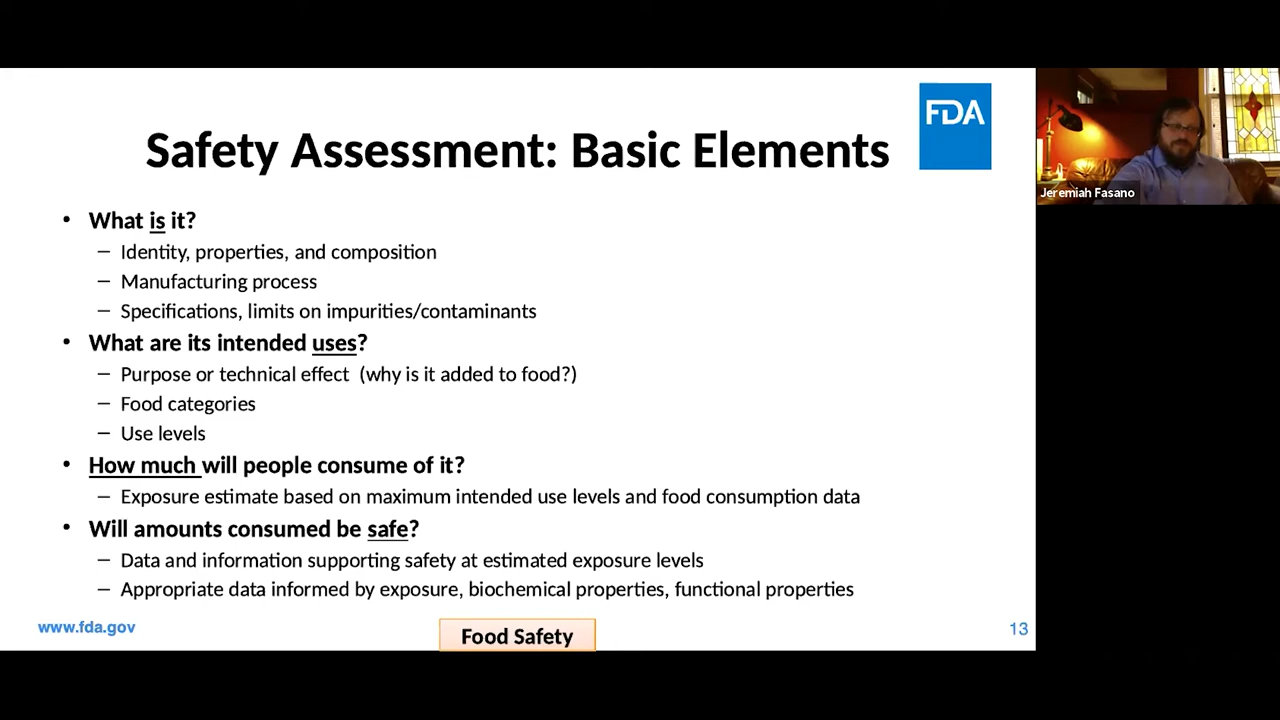 FDA
Safety Assessment: Basic Elements
Jeremiah Fasano
• What is it?
– Identity, properties, and composition
– Manufacturing process
– Specifications, limits on impurities/contaminants
• What are its intended uses?
– Purpose or technical effect (why is it added to food?)
– Food categories
– Use levels
• How much will people consume of it?
– Exposure estimate based on maximum intended use levels and food consumption data
• Will amounts consumed be safe?
– Data and information supporting safety at estimated exposure levels
– Appropriate data informed by exposure, biochemical properties, functional properties
www.fda.gov
Food Safety
13